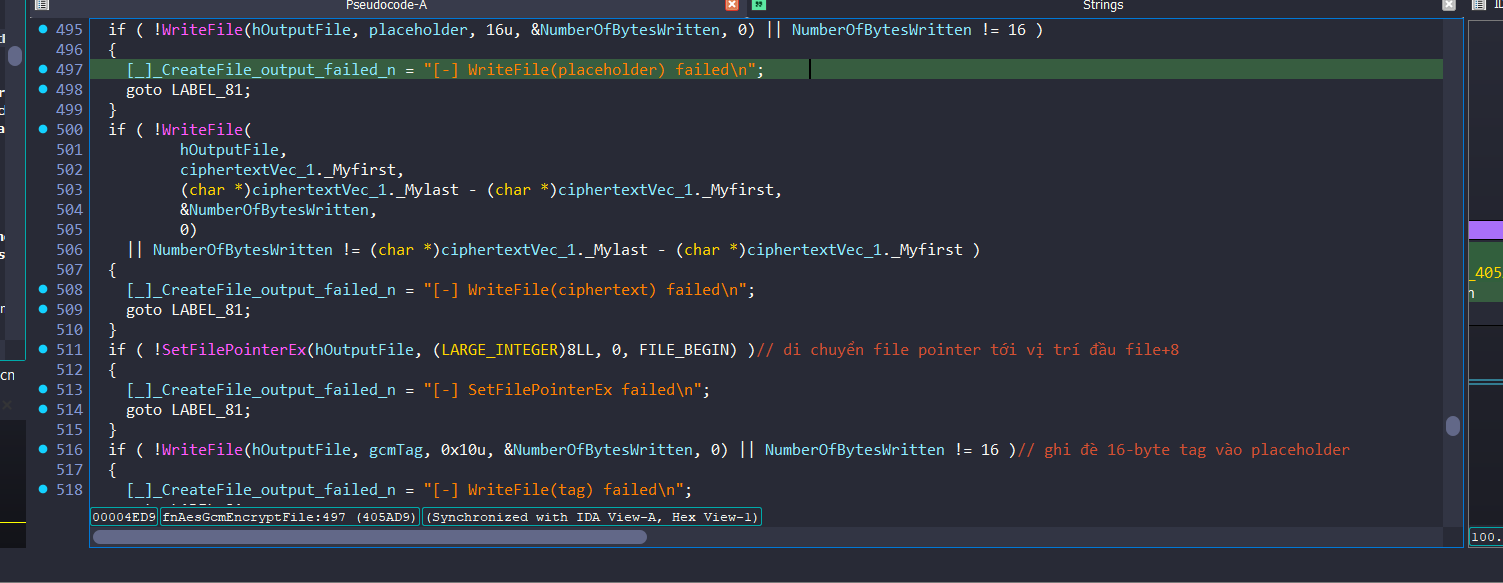 Pseudocode-A
Strings
495 if ( !WriteFile(hOutputFile, placeholder, 16u, &NumberOfBytesWritten, 0) || NumberOfBytesWritten != 16 )
496 {
497 [_]_CreateFile_output_failed_n = "[-] WriteFile(placeholder) failed\n";
498 goto LABEL_81;
499 }
500 if ( !WriteFile(
501 hOutputFile,
502 ciphertextVec_1._Myfirst,
503 (char *)ciphertextVec_1._Mylast - (char *)ciphertextVec_1._Myfirst,
504 &NumberOfBytesWritten,
505 0)
506 || NumberOfBytesWritten != (char *)ciphertextVec_1._Mylast - (char *)ciphertextVec_1._Myfirst )
507 {
508 [_]_CreateFile_output_failed_n = "[-] WriteFile(ciphertext) failed\n";
509 goto LABEL_81;
510 }
511 if ( !SetFilePointerEx(hOutputFile, (LARGE_INTEGER)8LL, 0, FILE_BEGIN) )// di chuyển file pointer tới vị trí đầu file+8
512 {
513 [_]_CreateFile_output_failed_n = "[-] SetFilePointerEx failed\n";
514 goto LABEL_81;
515 }
516 if ( !WriteFile(hOutputFile, gcmTag, 0x10u, &NumberOfBytesWritten, 0) || NumberOfBytesWritten != 16 )// ghi đè 16-byte tag vào placeholder
517 {
518 [_]_CreateFile_output_failed_n = "[-] WriteFile(tag) failed\n";
00004ED9 fnAesGcmEncryptFile:497 (405AD9) (Synchronized with IDA View-A, Hex View-1)
_405
cn
100.